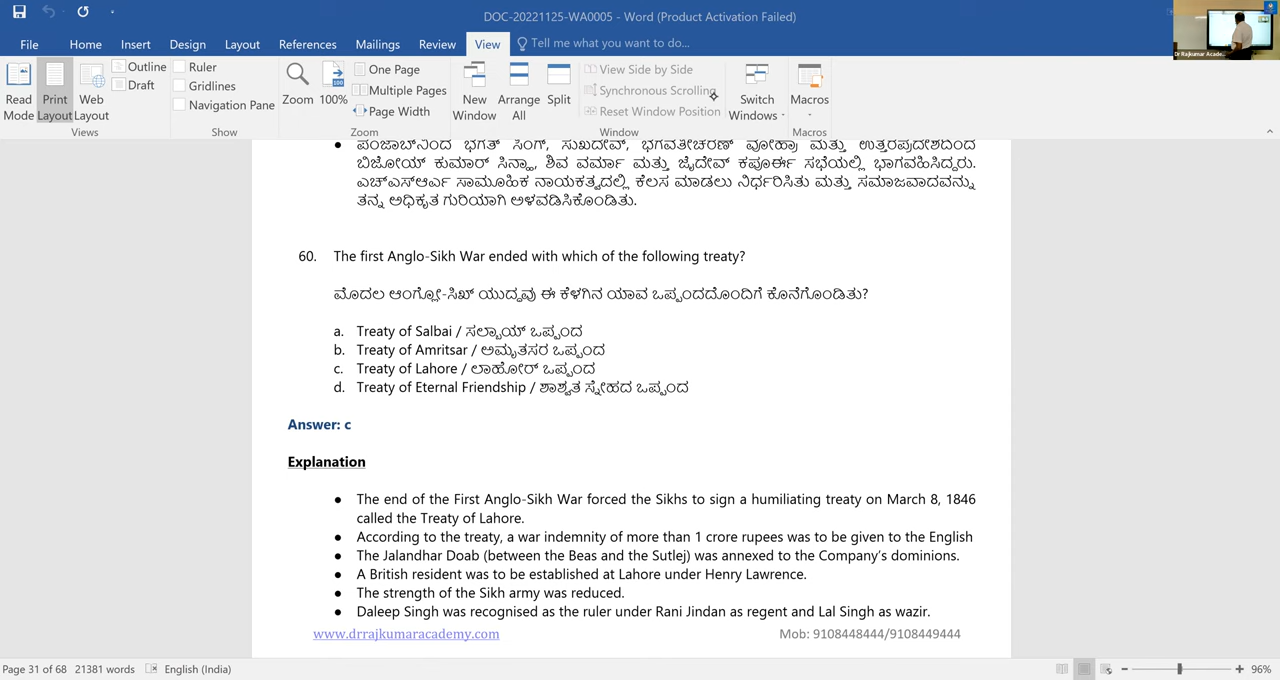 DOC-20221125-WA0005 - Word (Product Activation Failed)
File Home Insert Design Layout References Mailings Review View Tell me what you want to do...
Read Mode
Print Layout
Web Layout
Outline
Draft
Views
Ruler
Gridlines
Navigation Pane
Show
Zoom
100%
One Page
Multiple Pages
Page Width
Zoom
New Window
Arrange All
Split
View Side by Side
Synchronous Scrolling
Reset Window Position
Window
Switch Windows
Macros
Macros
Dr Rajkumar Acade...
• ಪಂಜಾಬ್‌ನಿಂದ ಭಗತ್ ಸಿಂಗ್, ಸುಖದೇವ್, ಭಗವತೀಚರಣ್ ವೋಹ್ರಾ ಮತ್ತು ಉತ್ತರಪ್ರದೇಶದಿಂದ
ಬಿಜೋಯ್ ಕುಮಾರ್ ಸಿನ್ಹಾ, ಶಿವ ವರ್ಮಾ ಮತ್ತು ಜೈದೇವ್ ಕಪೂರ್ಈ ಸಭೆಯಲ್ಲಿ ಭಾಗವಹಿಸಿದ್ದರು.
ಎಚ್‌ಎಸ್‌ಆರ್ಎ ಸಾಮೂಹಿಕ ನಾಯಕತ್ವದಲ್ಲಿ ಕೆಲಸ ಮಾಡಲು ನಿರ್ಧರಿಸಿತು ಮತ್ತು ಸಮಾಜವಾದವನ್ನು
ತನ್ನ ಅಧಿಕೃತ ಗುರಿಯಾಗಿ ಅಳವಡಿಸಿಕೊಂಡಿತು.
60. The first Anglo-Sikh War ended with which of the following treaty?
ಮೊದಲ ಆಂಗ್ಲೋ-ಸಿಖ್ ಯುದ್ಧವು ಈ ಕೆಳಗಿನ ಯಾವ ಒಪ್ಪಂದದೊಂದಿಗೆ ಕೊನೆಗೊಂಡಿತು?
a. Treaty of Salbai / ಸಲ್ಬಾಯ್ ಒಪ್ಪಂದ
b. Treaty of Amritsar / ಅಮೃತಸರ ಒಪ್ಪಂದ
c. Treaty of Lahore / ಲಾಹೋರ್ ಒಪ್ಪಂದ
d. Treaty of Eternal Friendship / ಶಾಶ್ವತ ಸ್ನೇಹದ ಒಪ್ಪಂದ
Answer: c
Explanation
• The end of the First Anglo-Sikh War forced the Sikhs to sign a humiliating treaty on March 8, 1846
called the Treaty of Lahore.
• According to the treaty, a war indemnity of more than 1 crore rupees was to be given to the English
• The Jalandhar Doab (between the Beas and the Sutlej) was annexed to the Company's dominions.
• A British resident was to be established at Lahore under Henry Lawrence.
• The strength of the Sikh army was reduced.
• Daleep Singh was recognised as the ruler under Rani Jindan as regent and Lal Singh as wazir.
www.drrajkumaracademy.com Mob: 9108448444/9108449444
Page 31 of 68 21381 words English (India) 96%